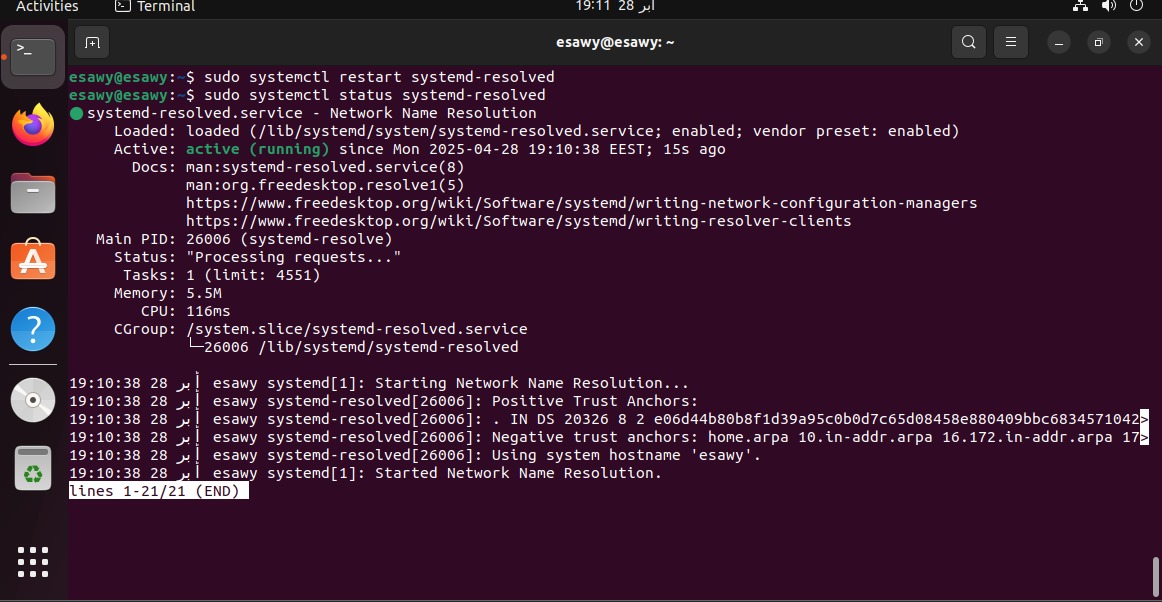 Activities
Terminal
19:11 28 أبر
esawy@esawy: ~
esawy@esawy:~$ sudo systemctl restart systemd-resolved
esawy@esawy:~$ sudo systemctl status systemd-resolved
● systemd-resolved.service - Network Name Resolution
Loaded: loaded (/lib/systemd/system/systemd-resolved.service; enabled; vendor preset: enabled)
Active: active (running) since Mon 2025-04-28 19:10:38 EEST; 15s ago
Docs: man:systemd-resolved.service(8)
man:org.freedesktop.resolve1(5)
https://www.freedesktop.org/wiki/Software/systemd/writing-network-configuration-managers
https://www.freedesktop.org/wiki/Software/systemd/writing-resolver-clients
Main PID: 26006 (systemd-resolve)
Status: "Processing requests..."
Tasks: 1 (limit: 4551)
Memory: 5.5M
CPU: 116ms
CGroup: /system.slice/systemd-resolved.service
└─26006 /lib/systemd/systemd-resolved
19:10:38 28 أبر esawy systemd[1]: Starting Network Name Resolution...
19:10:38 28 أبر esawy systemd-resolved[26006]: Positive Trust Anchors:
19:10:38 28 أبر esawy systemd-resolved[26006]: . IN DS 20326 8 2 e06d44b80b8f1d39a95c0b0d7c65d08458e880409bbc6834571042>
19:10:38 28 أبر esawy systemd-resolved[26006]: Negative trust anchors: home.arpa 10.in-addr.arpa 16.172.in-addr.arpa 17>
19:10:38 28 أبر esawy systemd-resolved[26006]: Using system hostname 'esawy'.
19:10:38 28 أبر esawy systemd[1]: Started Network Name Resolution.
lines 1-21/21 (END)